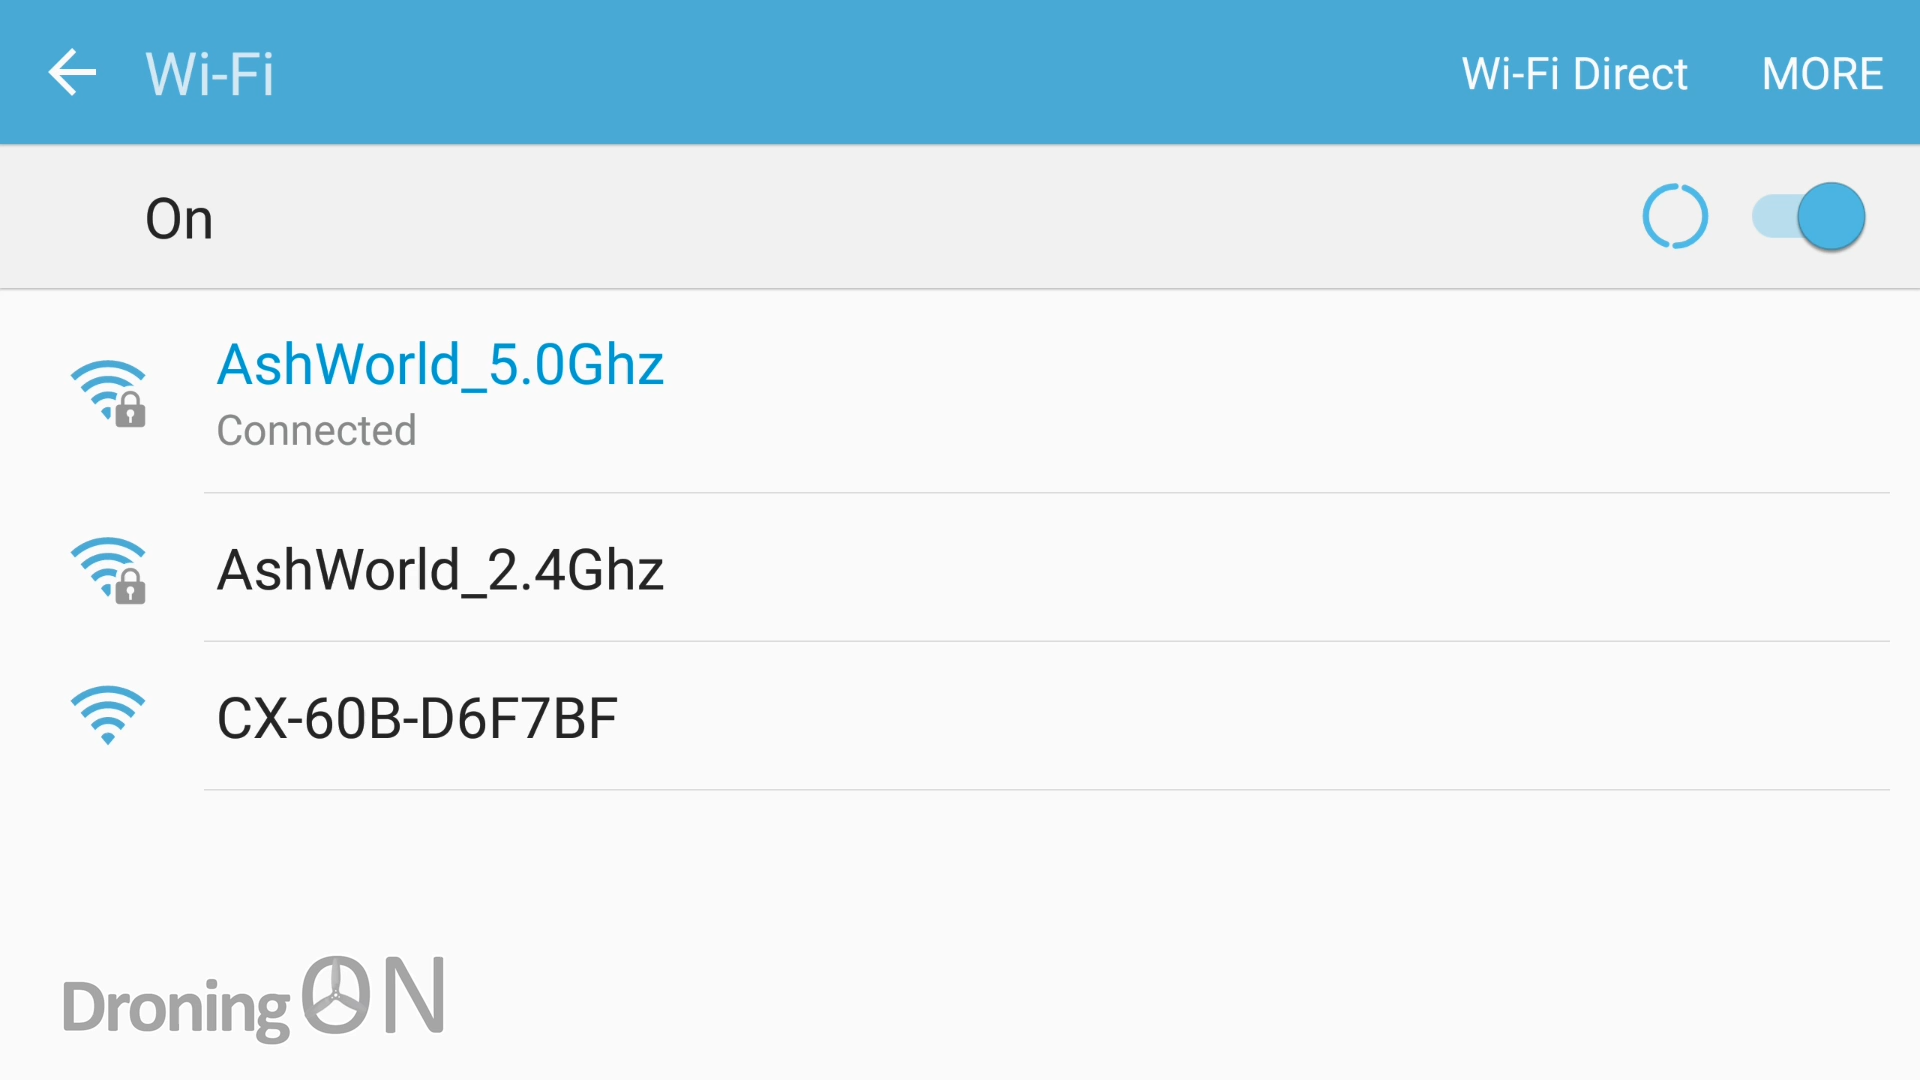 Wi-Fi
Wi-Fi Direct
MORE
On
AshWorld_5.0Ghz
Connected
AshWorld_2.4Ghz
CX-60B-D6F7BF
DroningON